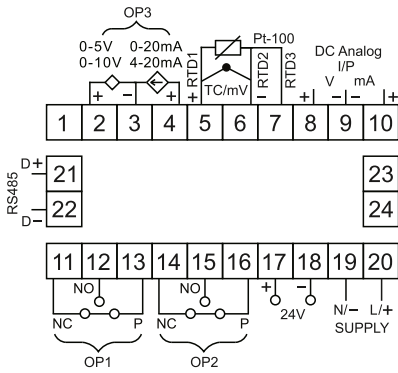 OP3
0-5V 0-20mA
0-10V 4-20mA
Pt-100
DC Analog
I/P
V mA
RTD1
TC/mV
RTD2
RTD3
+ − + + − + − − +
1 2 3 4 5 6 7 8 9 10
D+ 21 23
RS485
D− 22 24
11 12 13 14 15 16 17 18 19 20
NO NO + −
NC P NC P 24V N/− L/+
SUPPLY
OP1 OP2